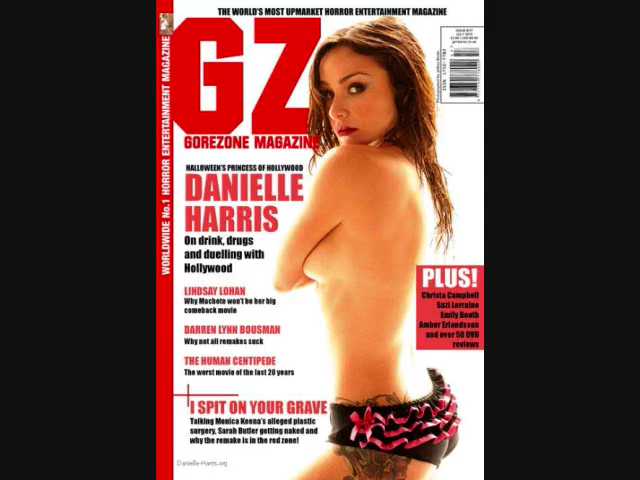 THE WORLD'S MOST UPMARKET HORROR ENTERTAINMENT MAGAZINE
WORLDWIDE No.1 HORROR ENTERTAINMENT MAGAZINE
GZ
GOREZONE MAGAZINE
HALLOWEEN'S PRINCESS OF HOLLYWOOD
DANIELLE
HARRIS
On drink, drugs
and duelling with
Hollywood
LINDSAY LOHAN
Why Machete won't be her big
comeback movie
DARREN LYNN BOUSMAN
Why not all remakes suck
THE HUMAN CENTIPEDE
The worst movie of the last 20 years
I SPIT ON YOUR GRAVE
Talking Monica Keena's alleged plastic
surgery, Sarah Butler getting naked and
why the remake is in the red zone!
PLUS!
Christa Campbell
Suzi Lorraine
Emily Booth
Amber Erlandsson
and over 50 DVD
reviews
Danielle-Harris.org